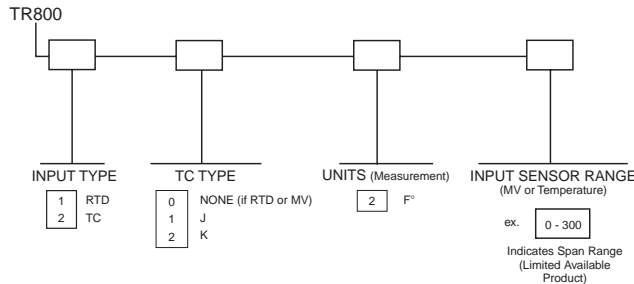 TR800
INPUT TYPE
1 RTD
2 TC
TC TYPE
0 NONE (if RTD or MV)
1 J
2 K
UNITS (Measurement)
2 F°
INPUT SENSOR RANGE
(MV or Temperature)
ex. 0 - 300
Indicates Span Range
(Limited Available
Product)